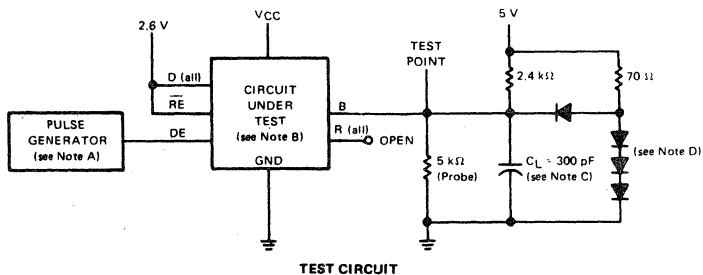 2.6 V
VCC
5 V
D (all)
RE
TEST
POINT
2.4 kΩ
70 Ω
CIRCUIT
UNDER
TEST
(see Note B)
B
R (all)
OPEN
PULSE
GENERATOR
(see Note A)
DE
GND
5 kΩ
(Probe)
CL = 300 pF
(see Note C)
(see Note D)
TEST CIRCUIT